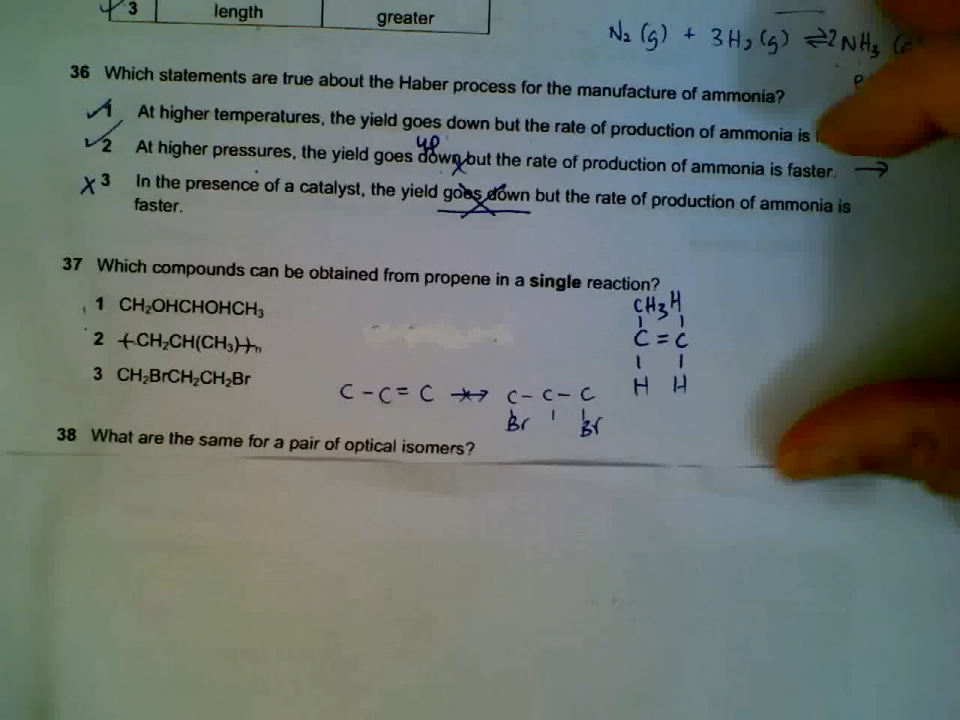 3 length greater
N₂ (g) + 3H₂ (g) ⇌ 2NH₃
36 Which statements are true about the Haber process for the manufacture of ammonia?
1 At higher temperatures, the yield goes down but the rate of production of ammonia is
up
2 At higher pressures, the yield goes down but the rate of production of ammonia is faster. →
X 3 In the presence of a catalyst, the yield goes down but the rate of production of ammonia is
faster.
37 Which compounds can be obtained from propene in a single reaction?
1 CH₂OHCHOHCH₃
2 –[CH₂CH(CH₃)]–ₙ
3 CH₂BrCH₂CH₂Br
CH₃ H
C = C
H H
C – C = C → C – C – C
Br Br
38 What are the same for a pair of optical isomers?